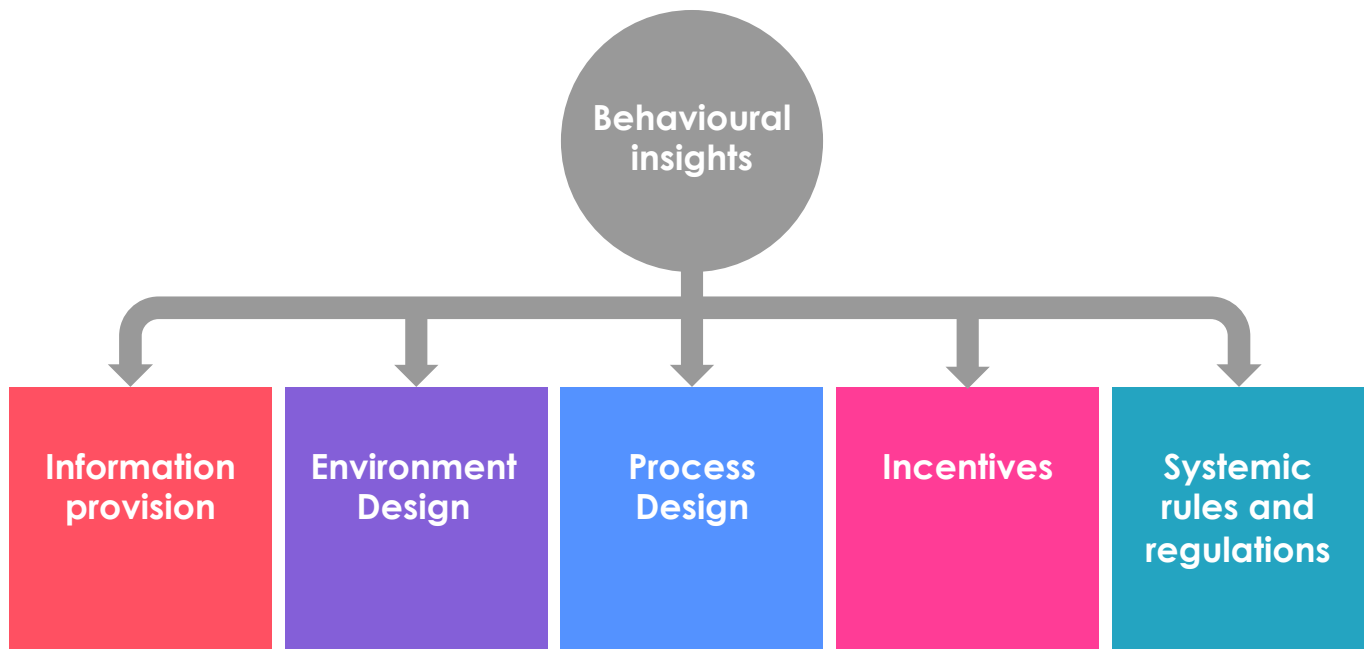 Behavioural
insights
Information
provision
Environment
Design
Process
Design
Incentives
Systemic
rules and
regulations